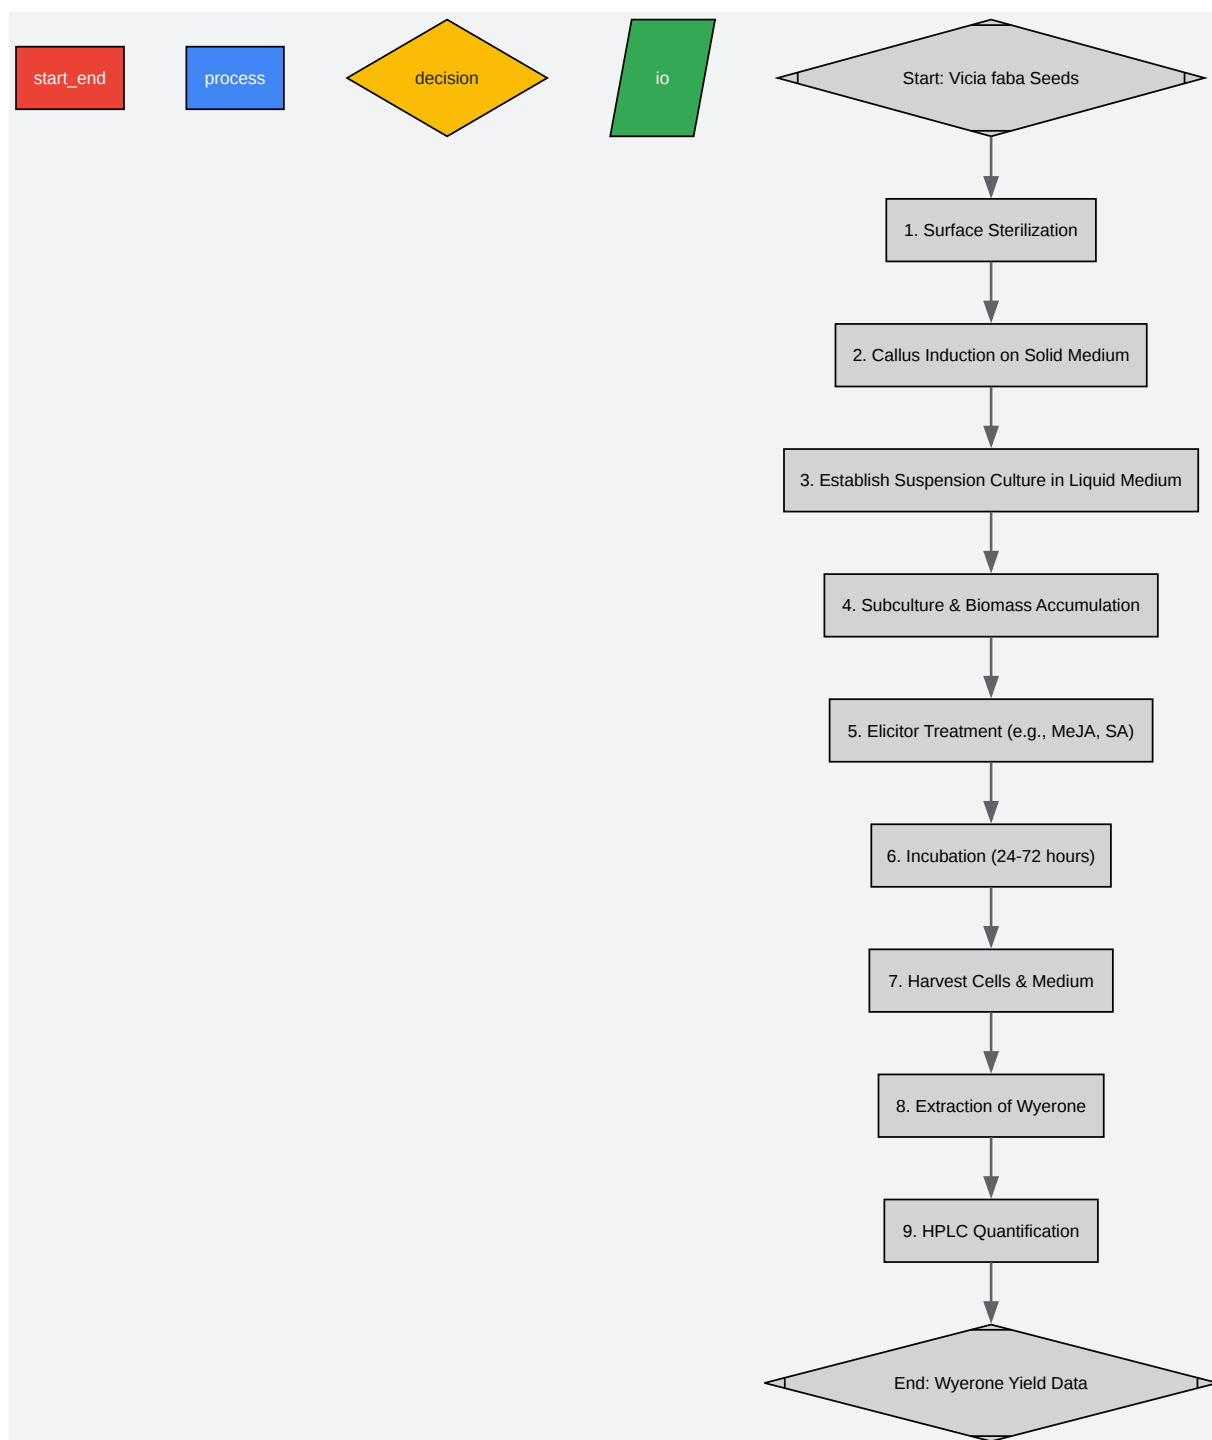 start_end
process
decision
io
Start: Vicia faba Seeds
1. Surface Sterilization
2. Callus Induction on Solid Medium
3. Establish Suspension Culture in Liquid Medium
4. Subculture & Biomass Accumulation
5. Elicitor Treatment (e.g., MeJA, SA)
6. Incubation (24-72 hours)
7. Harvest Cells & Medium
8. Extraction of Wyerone
9. HPLC Quantification
End: Wyerone Yield Data